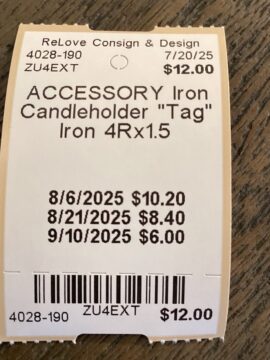 ReLove Consign & Design
4028-190 7/20/25
ZU4EXT $12.00
ACCESSORY Iron
Candleholder "Tag"
Iron 4Rx1.5
8/6/2025 $10.20
8/21/2025 $8.40
9/10/2025 $6.00
ZU4EXT
4028-190 $12.00